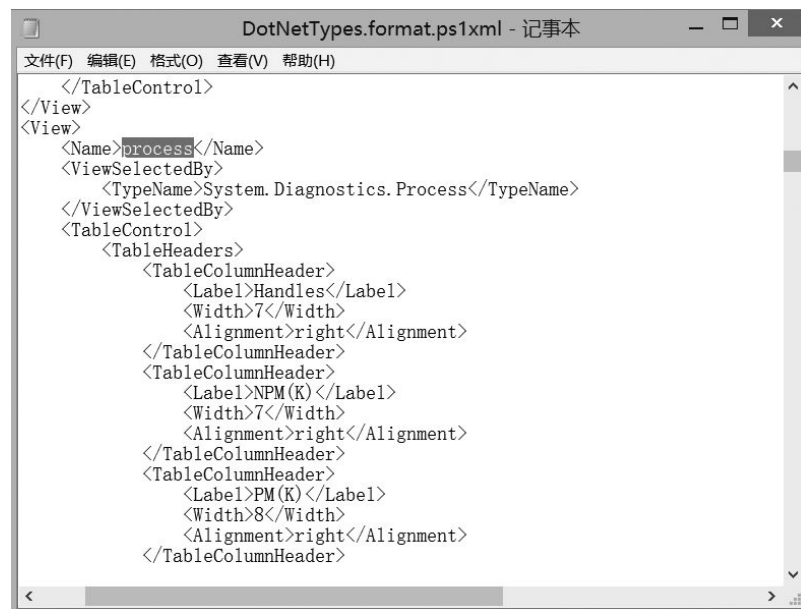 DotNetTypes.format.ps1xml - 记事本
文件(F) 编辑(E) 格式(O) 查看(V) 帮助(H)
</TableControl>
</View>
<View>
<Name>process</Name>
<ViewSelectedBy>
<TypeName>System.Diagnostics.Process</TypeName>
</ViewSelectedBy>
<TableControl>
<TableHeaders>
<TableColumnHeader>
<Label>Handles</Label>
<Width>7</Width>
<Alignment>right</Alignment>
</TableColumnHeader>
<TableColumnHeader>
<Label>NPM(K)</Label>
<Width>7</Width>
<Alignment>right</Alignment>
</TableColumnHeader>
<TableColumnHeader>
<Label>PM(K)</Label>
<Width>8</Width>
<Alignment>right</Alignment>
</TableColumnHeader>